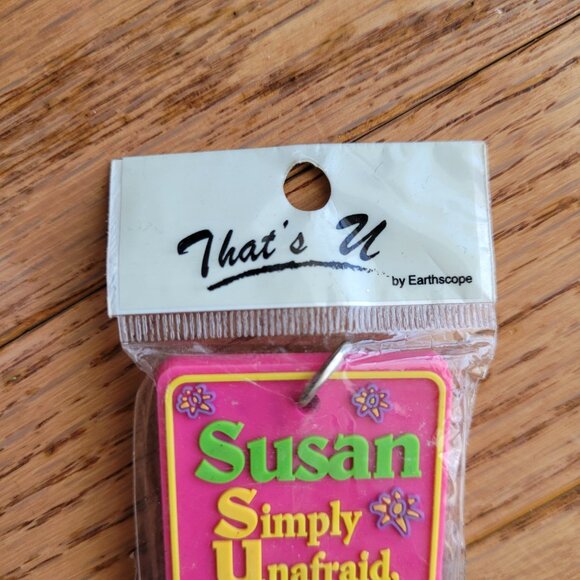 That's U
by Earthscope
Susan
Simply
Unafraid,